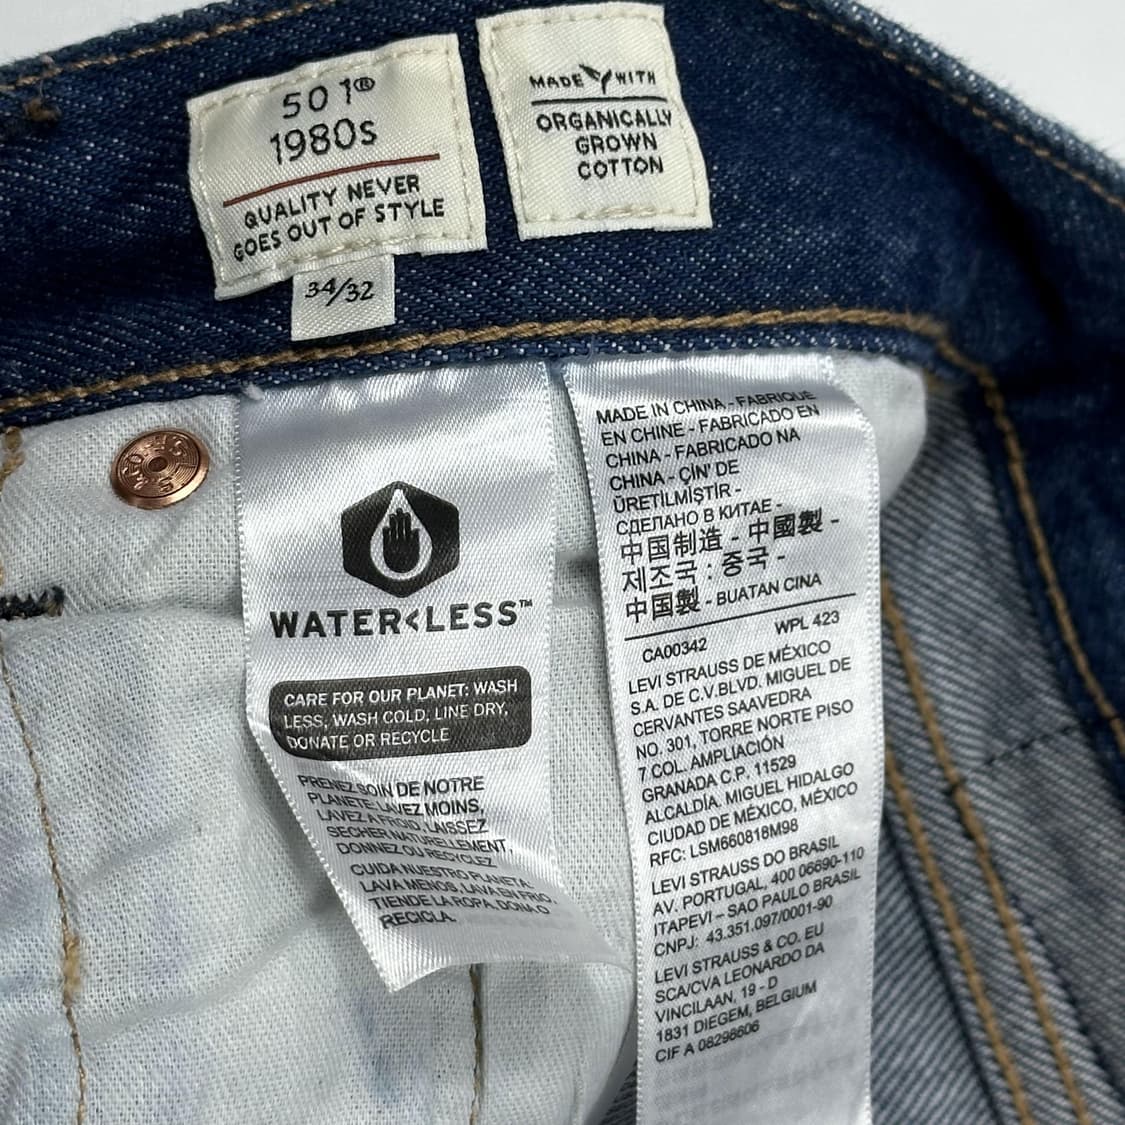 501®
1980s
QUALITY NEVER
GOES OUT OF STYLE
34/32
MADE WITH
ORGANICALLY
GROWN
COTTON
WATER<LESS™
CARE FOR OUR PLANET: WASH
LESS, WASH COLD, LINE DRY,
DONATE OR RECYCLE
PRENEZ SOIN DE NOTRE
PLANETE: LAVEZ MOINS,
LAVEZ A FROID, LAISSEZ
SECHER NATURELLEMENT,
DONNEZ OU RECYCLEZ
CUIDA NUESTRO PLANETA:
LAVA MENOS, LAVA EN FRIO,
TIENDE LA ROPA, DONA O
RECICLA.
MADE IN CHINA - FABRIQUE
EN CHINE - FABRICADO EN
CHINA - FABRICADO NA
CHINA - ÇIN' DE
ÜRETİLMİŞTİR -
СДЕЛАНО В КИТАЕ -
中国制造 - 中國製 -
제조국 : 중국 -
中国製 - BUATAN CINA
CA00342 WPL 423
LEVI STRAUSS DE MÉXICO
S.A. DE C.V.BLVD. MIGUEL DE
CERVANTES SAAVEDRA
NO. 301, TORRE NORTE PISO
7 COL. AMPLIACIÓN
GRANADA C.P. 11529
ALCALDÍA. MIGUEL HIDALGO
CIUDAD DE MÉXICO, MÉXICO
RFC: LSM660818M98
LEVI STRAUSS DO BRASIL
AV. PORTUGAL, 400 06690-110
ITAPEVI – SAO PAULO BRASIL
CNPJ: 43.351.097/0001-90
LEVI STRAUSS & CO. EU
SCA/CVA LEONARDO DA
VINCILAAN, 19 - D
1831 DIEGEM, BELGIUM
CIF A 08298606